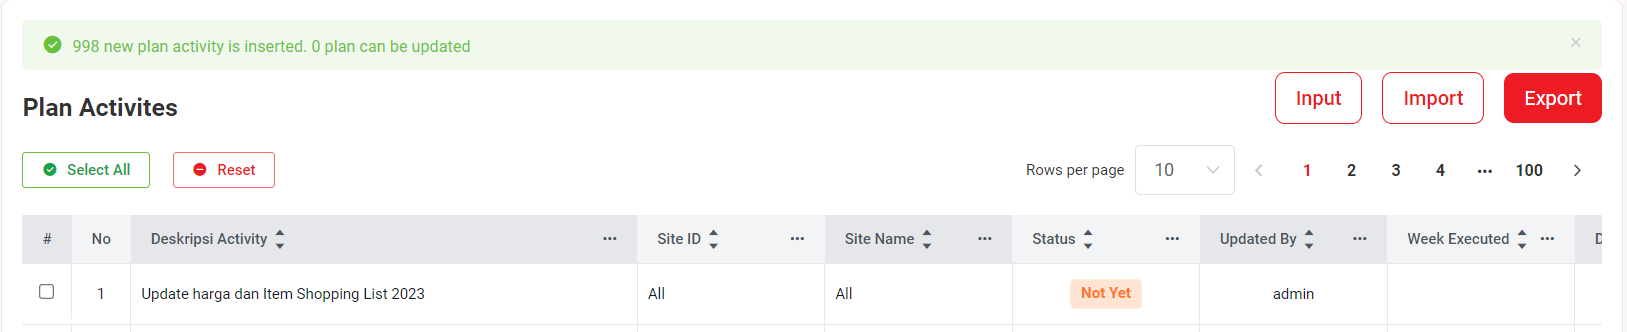 998 new plan activity is inserted. 0 plan can be updated
Plan Activites
Input Import Export
Select All Reset Rows per page 10 1 2 3 4 ... 100
# No Deskripsi Activity ... Site ID ... Site Name ... Status ... Updated By ... Week Executed ...
1 Update harga dan Item Shopping List 2023 All All Not Yet admin